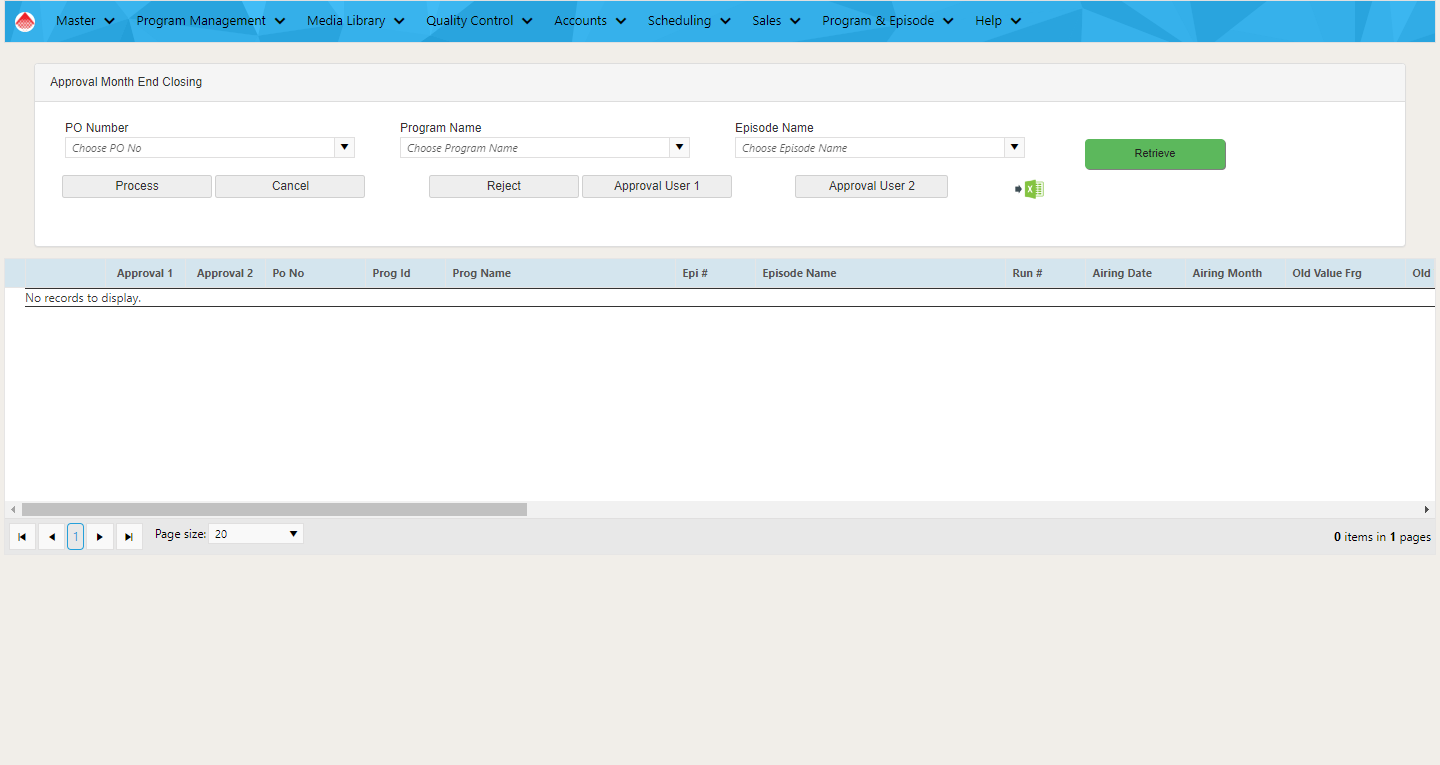 Master Program Management Media Library Quality Control Accounts Scheduling Sales Program & Episode Help
Approval Month End Closing
PO Number Program Name Episode Name
Choose PO No Choose Program Name Choose Episode Name Retrieve
Process Cancel Reject Approval User 1 Approval User 2
Approval 1 Approval 2 Po No Prog Id Prog Name Epi # Episode Name Run # Airing Date Airing Month Old Value Frg Old
No records to display.
1 Page size: 20 0 items in 1 pages